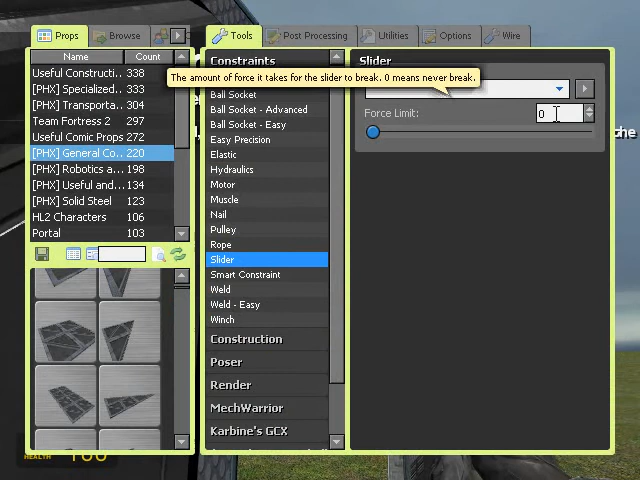 Props
Browse
C
Tools
Post Processing
Utilities
Options
Wire
Name Count
Useful Constructi.. 338
[PHX] Specialized.. 333
[PHX] Transporta.. 304
Team Fortress 2 297
Useful Comic Props 272
[PHX] General Co.. 220
[PHX] Robotics a.. 198
[PHX] Useful and... 134
[PHX] Solid Steel 123
HL2 Characters 106
Portal 103
HEALTH 100
Constraints
The amount of force it takes for the slider to break. 0 means never break.
Ball Socket
Ball Socket - Advanced
Ball Socket - Easy
Easy Precision
Elastic
Hydraulics
Motor
Muscle
Nail
Pulley
Rope
Slider
Smart Constraint
Weld
Weld - Easy
Winch
Construction
Poser
Render
MechWarrior
Karbine's GCX
Slider
Force Limit: 0
che